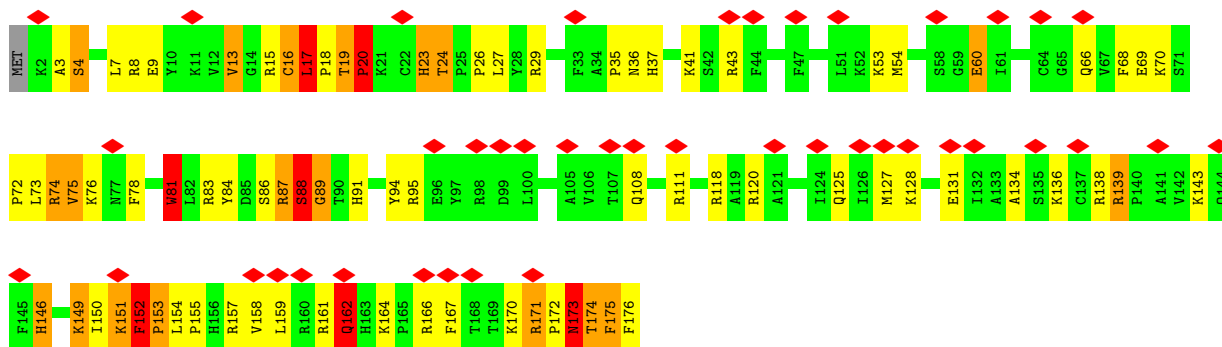 MET K2 A3 S4 L7 R8 E9 Y10 K11 V12 V13 G14 R15 C16 L17 P18 T19 P20 K21 C22 H23 T24 P25 P26 L27 Y28 R29 F33 A34 P35 N36 H37 K41 S42 R43 F44 F47 L51 K52 K53 M54 S58 G59 E60 I61 C64 G65 Q66 V67 F68 E69 K70 S71
P72 L73 R74 V75 K76 N77 F78 W81 L82 R83 Y84 D85 S86 R87 S88 G89 T90 H91 Y94 R95 E96 Y97 R98 D99 L100 A105 V106 T107 Q108 R111 R118 A119 R120 A121 I124 Q125 I126 M127 K128 E131 I132 A133 A134 S135 K136 C137 R138 R139 P140 A141 V142 K143
F145 H146 K149 I150 K151 F152 P153 L154 P155 H156 R157 V158 L159 R160 R161 Q162 H163 K164 P165 R166 F167 T168 T169 K170 R171 P172 N173 T174 F175 F176